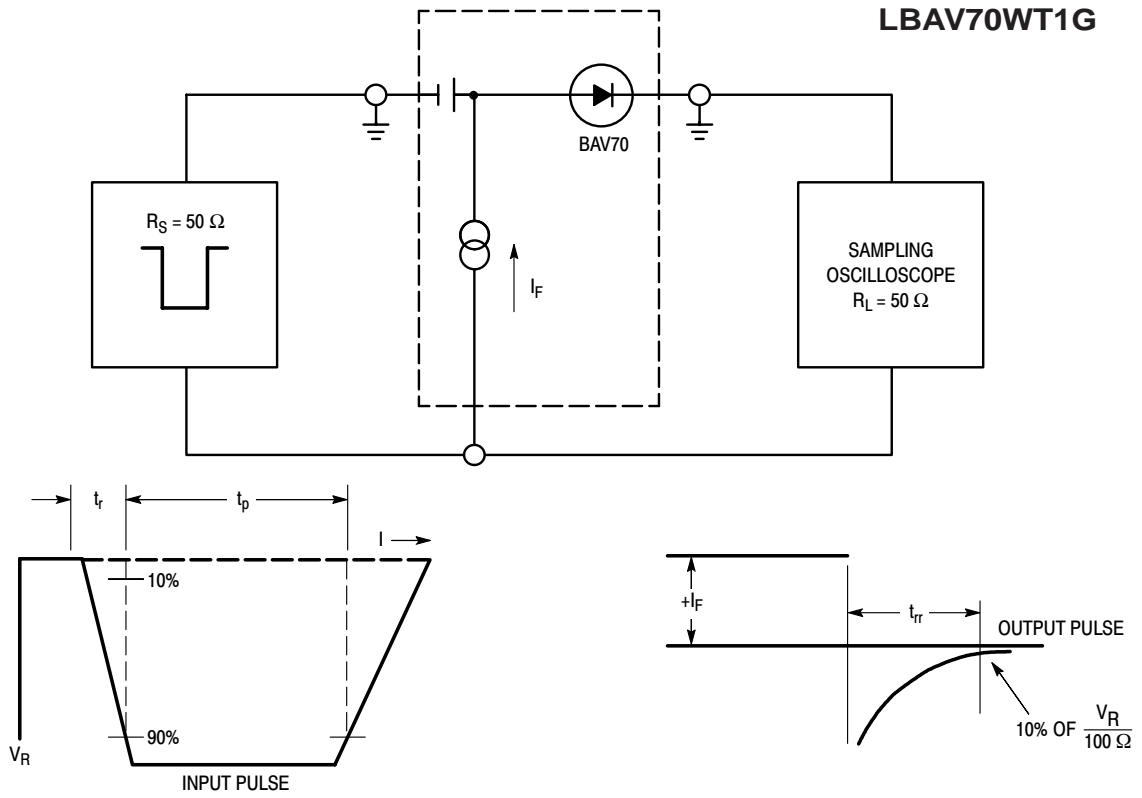 LBAV70WT1G
BAV70
R_S = 50 Ω
I_F
SAMPLING
OSCILLOSCOPE
R_L = 50 Ω
t_r
t_p
I
10%
90%
V_R
INPUT PULSE
+I_F
t_rr
OUTPUT PULSE
10% OF V_R / 100 Ω